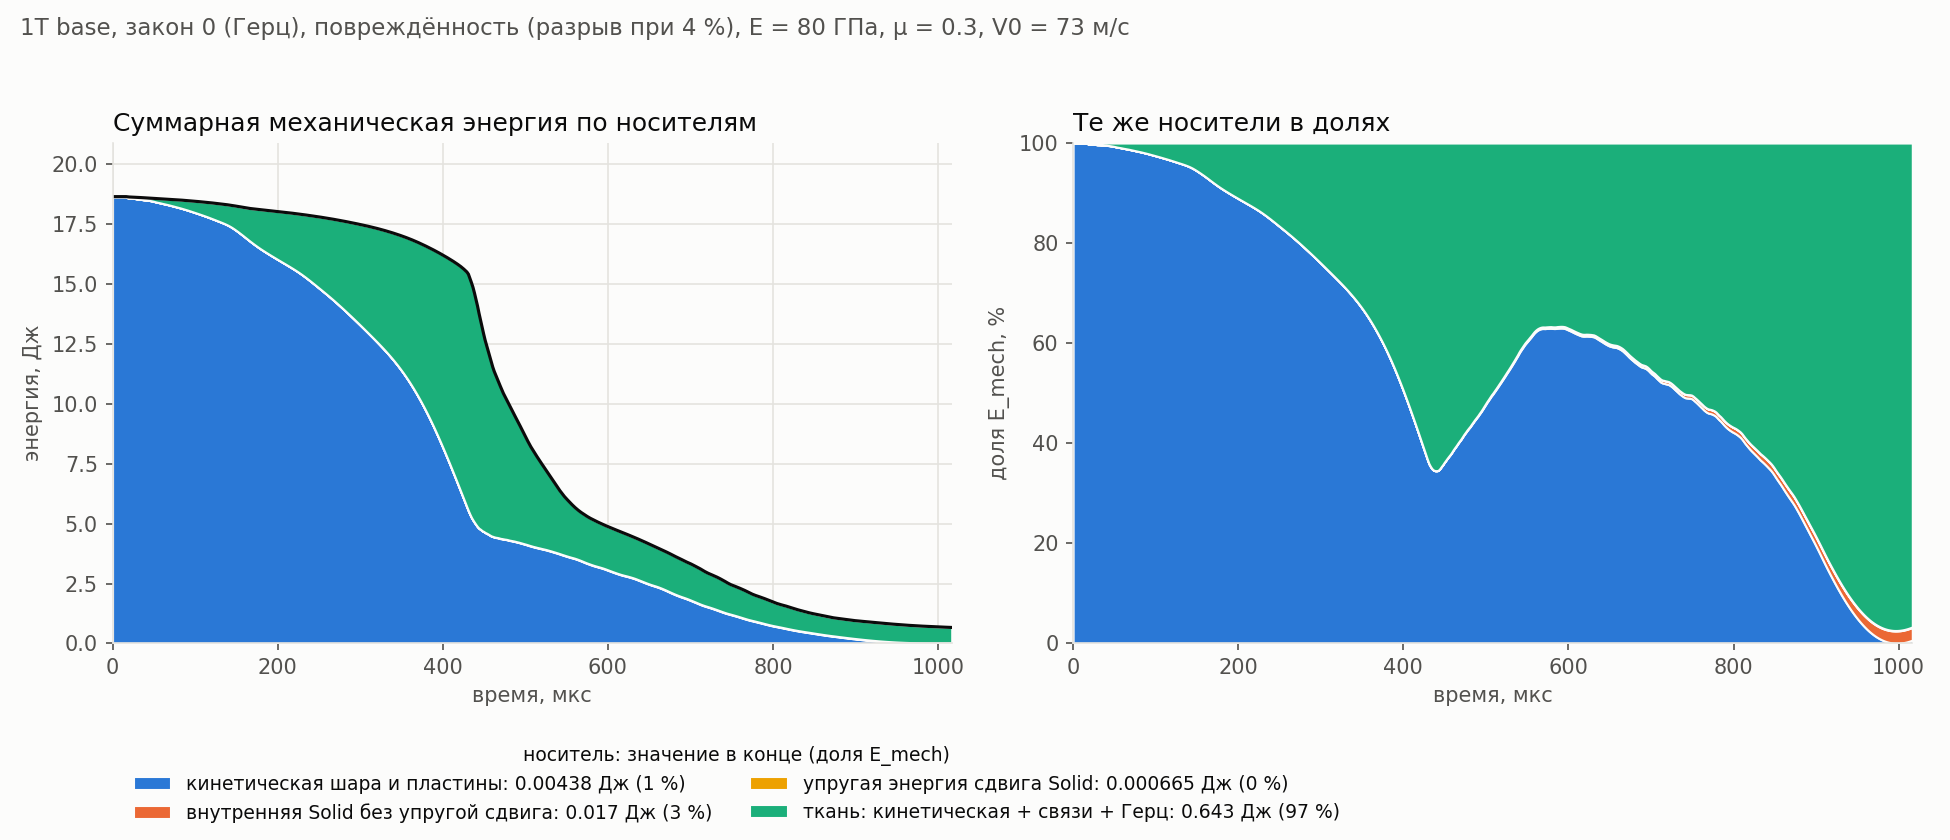 1T base, закон 0 (Герц), повреждённость (разрыв при 4 %), E = 80 ГПа, μ = 0.3, V0 = 73 м/с
Суммарная механическая энергия по носителям
20.0
17.5
15.0
12.5
10.0
7.5
5.0
2.5
0.0
энергия, Дж
0 200 400 600 800 1000
время, мкс
Те же носители в долях
100
80
60
40
20
0
доля E_mech, %
0 200 400 600 800 1000
время, мкс
носитель: значение в конце (доля E_mech)
кинетическая шара и пластины: 0.00438 Дж (1 %)
внутренняя Solid без упругой сдвига: 0.017 Дж (3 %)
упругая энергия сдвига Solid: 0.000665 Дж (0 %)
ткань: кинетическая + связи + Герц: 0.643 Дж (97 %)